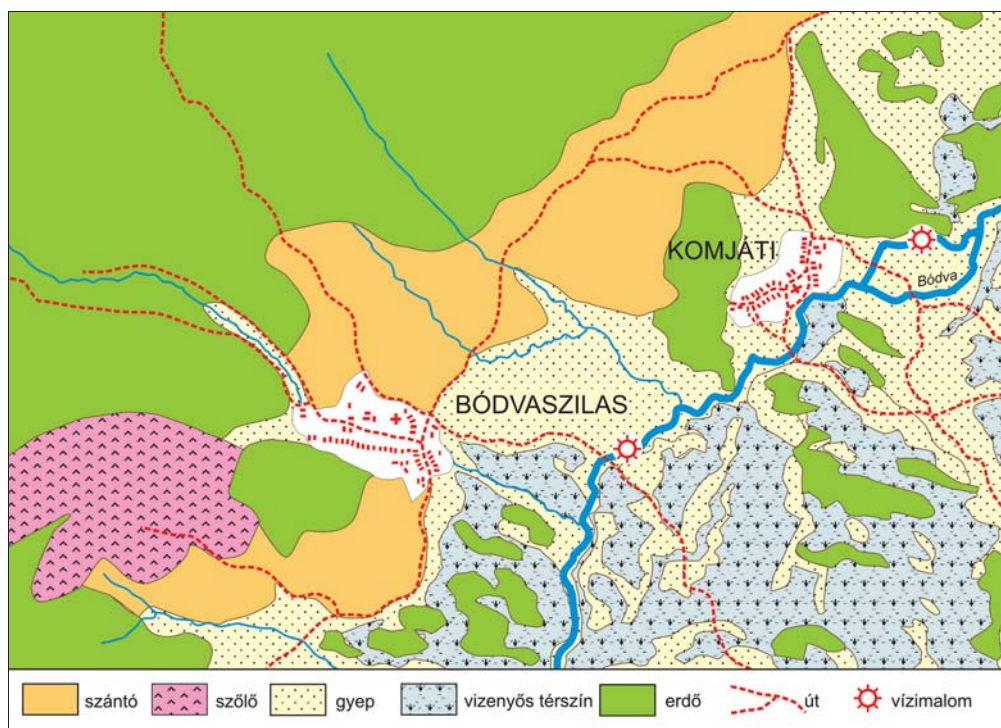 KOMJÁTI
Bódva
BÓDVASZILAS
szántó szőlő gyep vizenyős térszín erdő út vízimalom